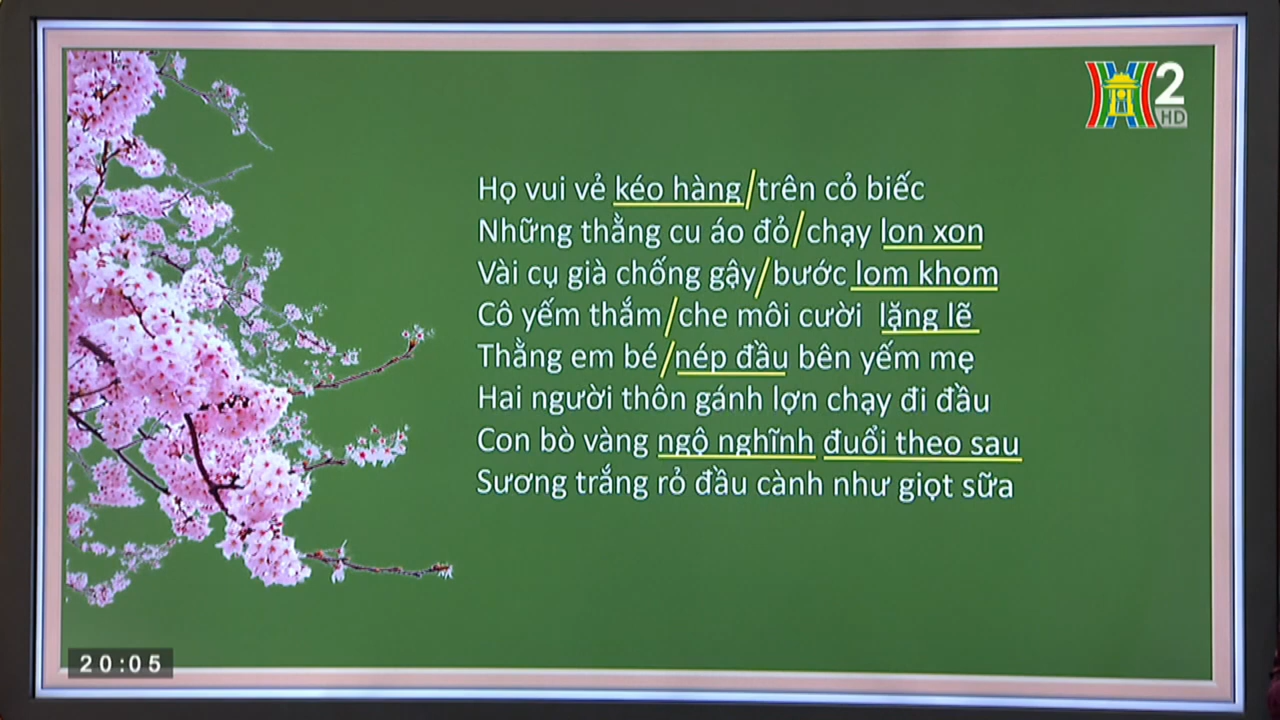 2
HD
Họ vui vẻ kéo hàng/trên cỏ biếc
Những thằng cu áo đỏ/chạy lon xon
Vài cụ già chống gậy/bước lom khom
Cô yếm thắm/che môi cười lặng lẽ
Thằng em bé/nép đầu bên yếm mẹ
Hai người thôn gánh lợn chạy đi đầu
Con bò vàng ngộ nghĩnh đuổi theo sau
Sương trắng rỏ đầu cành như giọt sữa
20:05